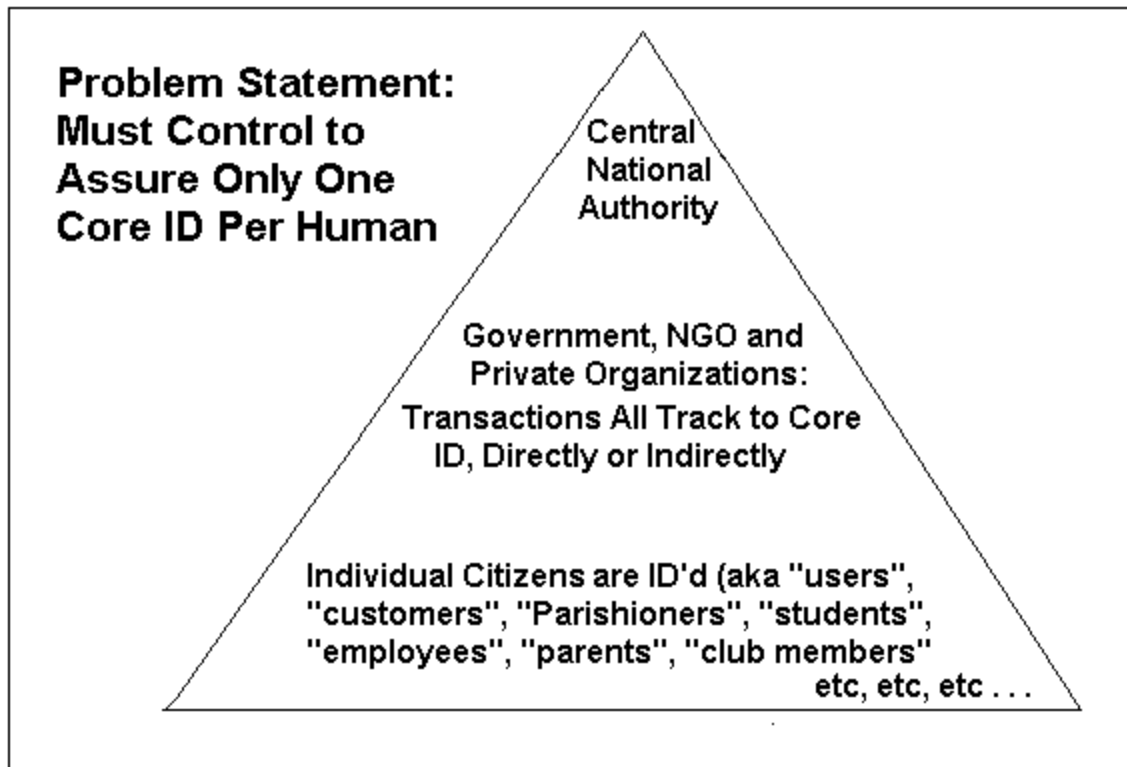 Problem Statement:
Must Control to
Assure Only One
Core ID Per Human
Central
National
Authority
Government, NGO and
Private Organizations:
Transactions All Track to Core
ID, Directly or Indirectly
Individual Citizens are ID'd (aka "users",
"customers", "Parishioners", "students",
"employees", "parents", "club members"
etc, etc, etc . . .